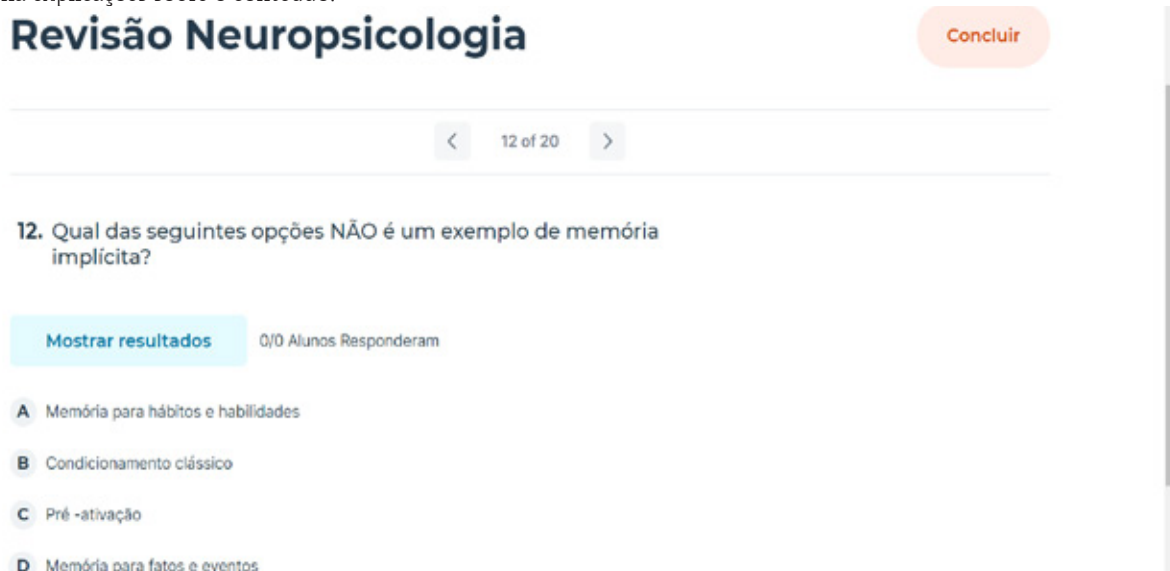 Revisão Neuropsicologia
Concluir
< 12 of 20 >
12. Qual das seguintes opções NÃO é um exemplo de memória
implícita?
Mostrar resultados 0/0 Alunos Responderam
A Memória para hábitos e habilidades
B Condicionamento clássico
C Pré -ativação
D Memória para fatos e eventos